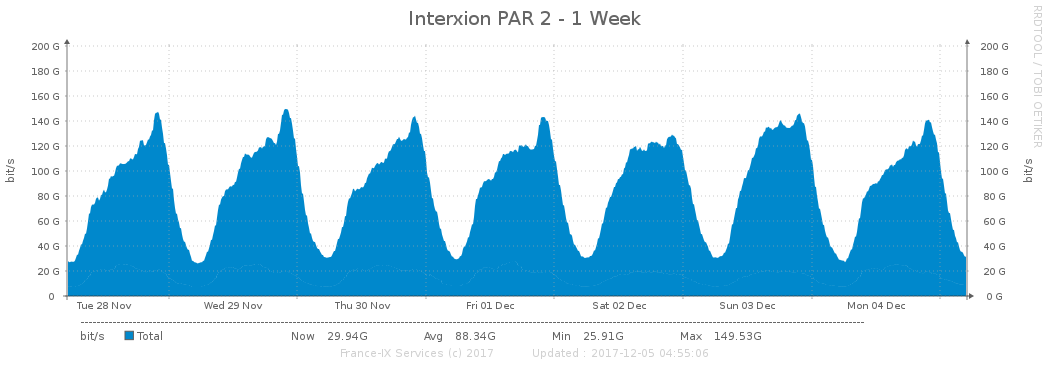 Interxion PAR 2 - 1 Week
RRDTOOL / TOBI OETIKER
200 G 200 G
180 G 180 G
160 G 160 G
140 G 140 G
120 G 120 G
100 G 100 G
80 G 80 G
60 G 60 G
40 G 40 G
20 G 20 G
0 0 G
bit/s bit/s
Tue 28 Nov Wed 29 Nov Thu 30 Nov Fri 01 Dec Sat 02 Dec Sun 03 Dec Mon 04 Dec
bit/s Total Now 29.94G Avg 88.34G Min 25.91G Max 149.53G
France-IX Services (c) 2017 Updated : 2017-12-05 04:55:06